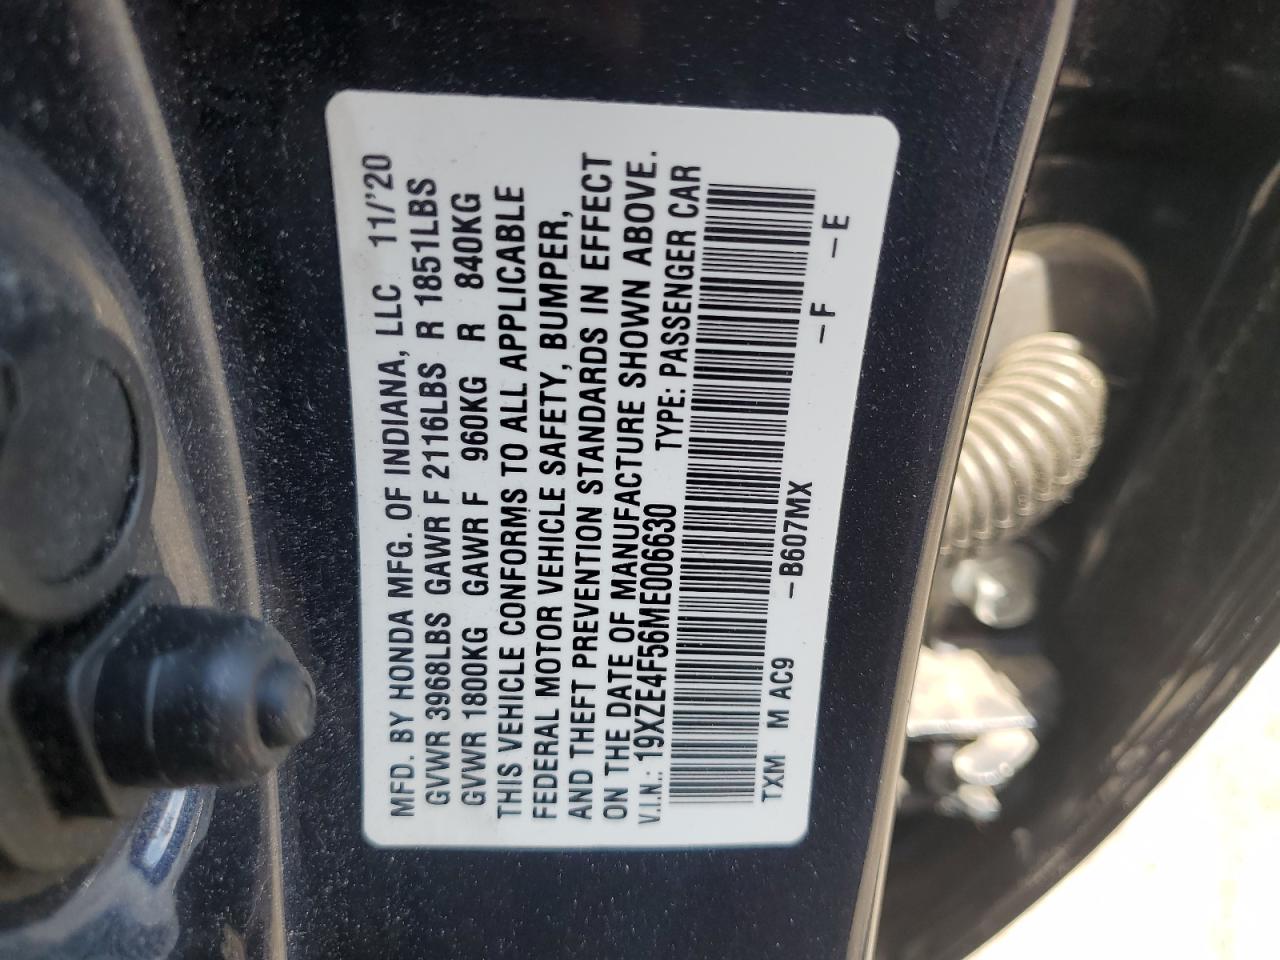 MFD. BY HONDA MFG. OF INDIANA, LLC 11/'20
GVWR 3968LBS GAWR F 2116LBS R 1851LBS
GVWR 1800KG GAWR F 960KG R 840KG
THIS VEHICLE CONFORMS TO ALL APPLICABLE
FEDERAL MOTOR VEHICLE SAFETY, BUMPER,
AND THEFT PREVENTION STANDARDS IN EFFECT
ON THE DATE OF MANUFACTURE SHOWN ABOVE.
V.I.N.: 19XZE4F56ME006630 TYPE: PASSENGER CAR
TXM M AC9 -B607MX -F -E